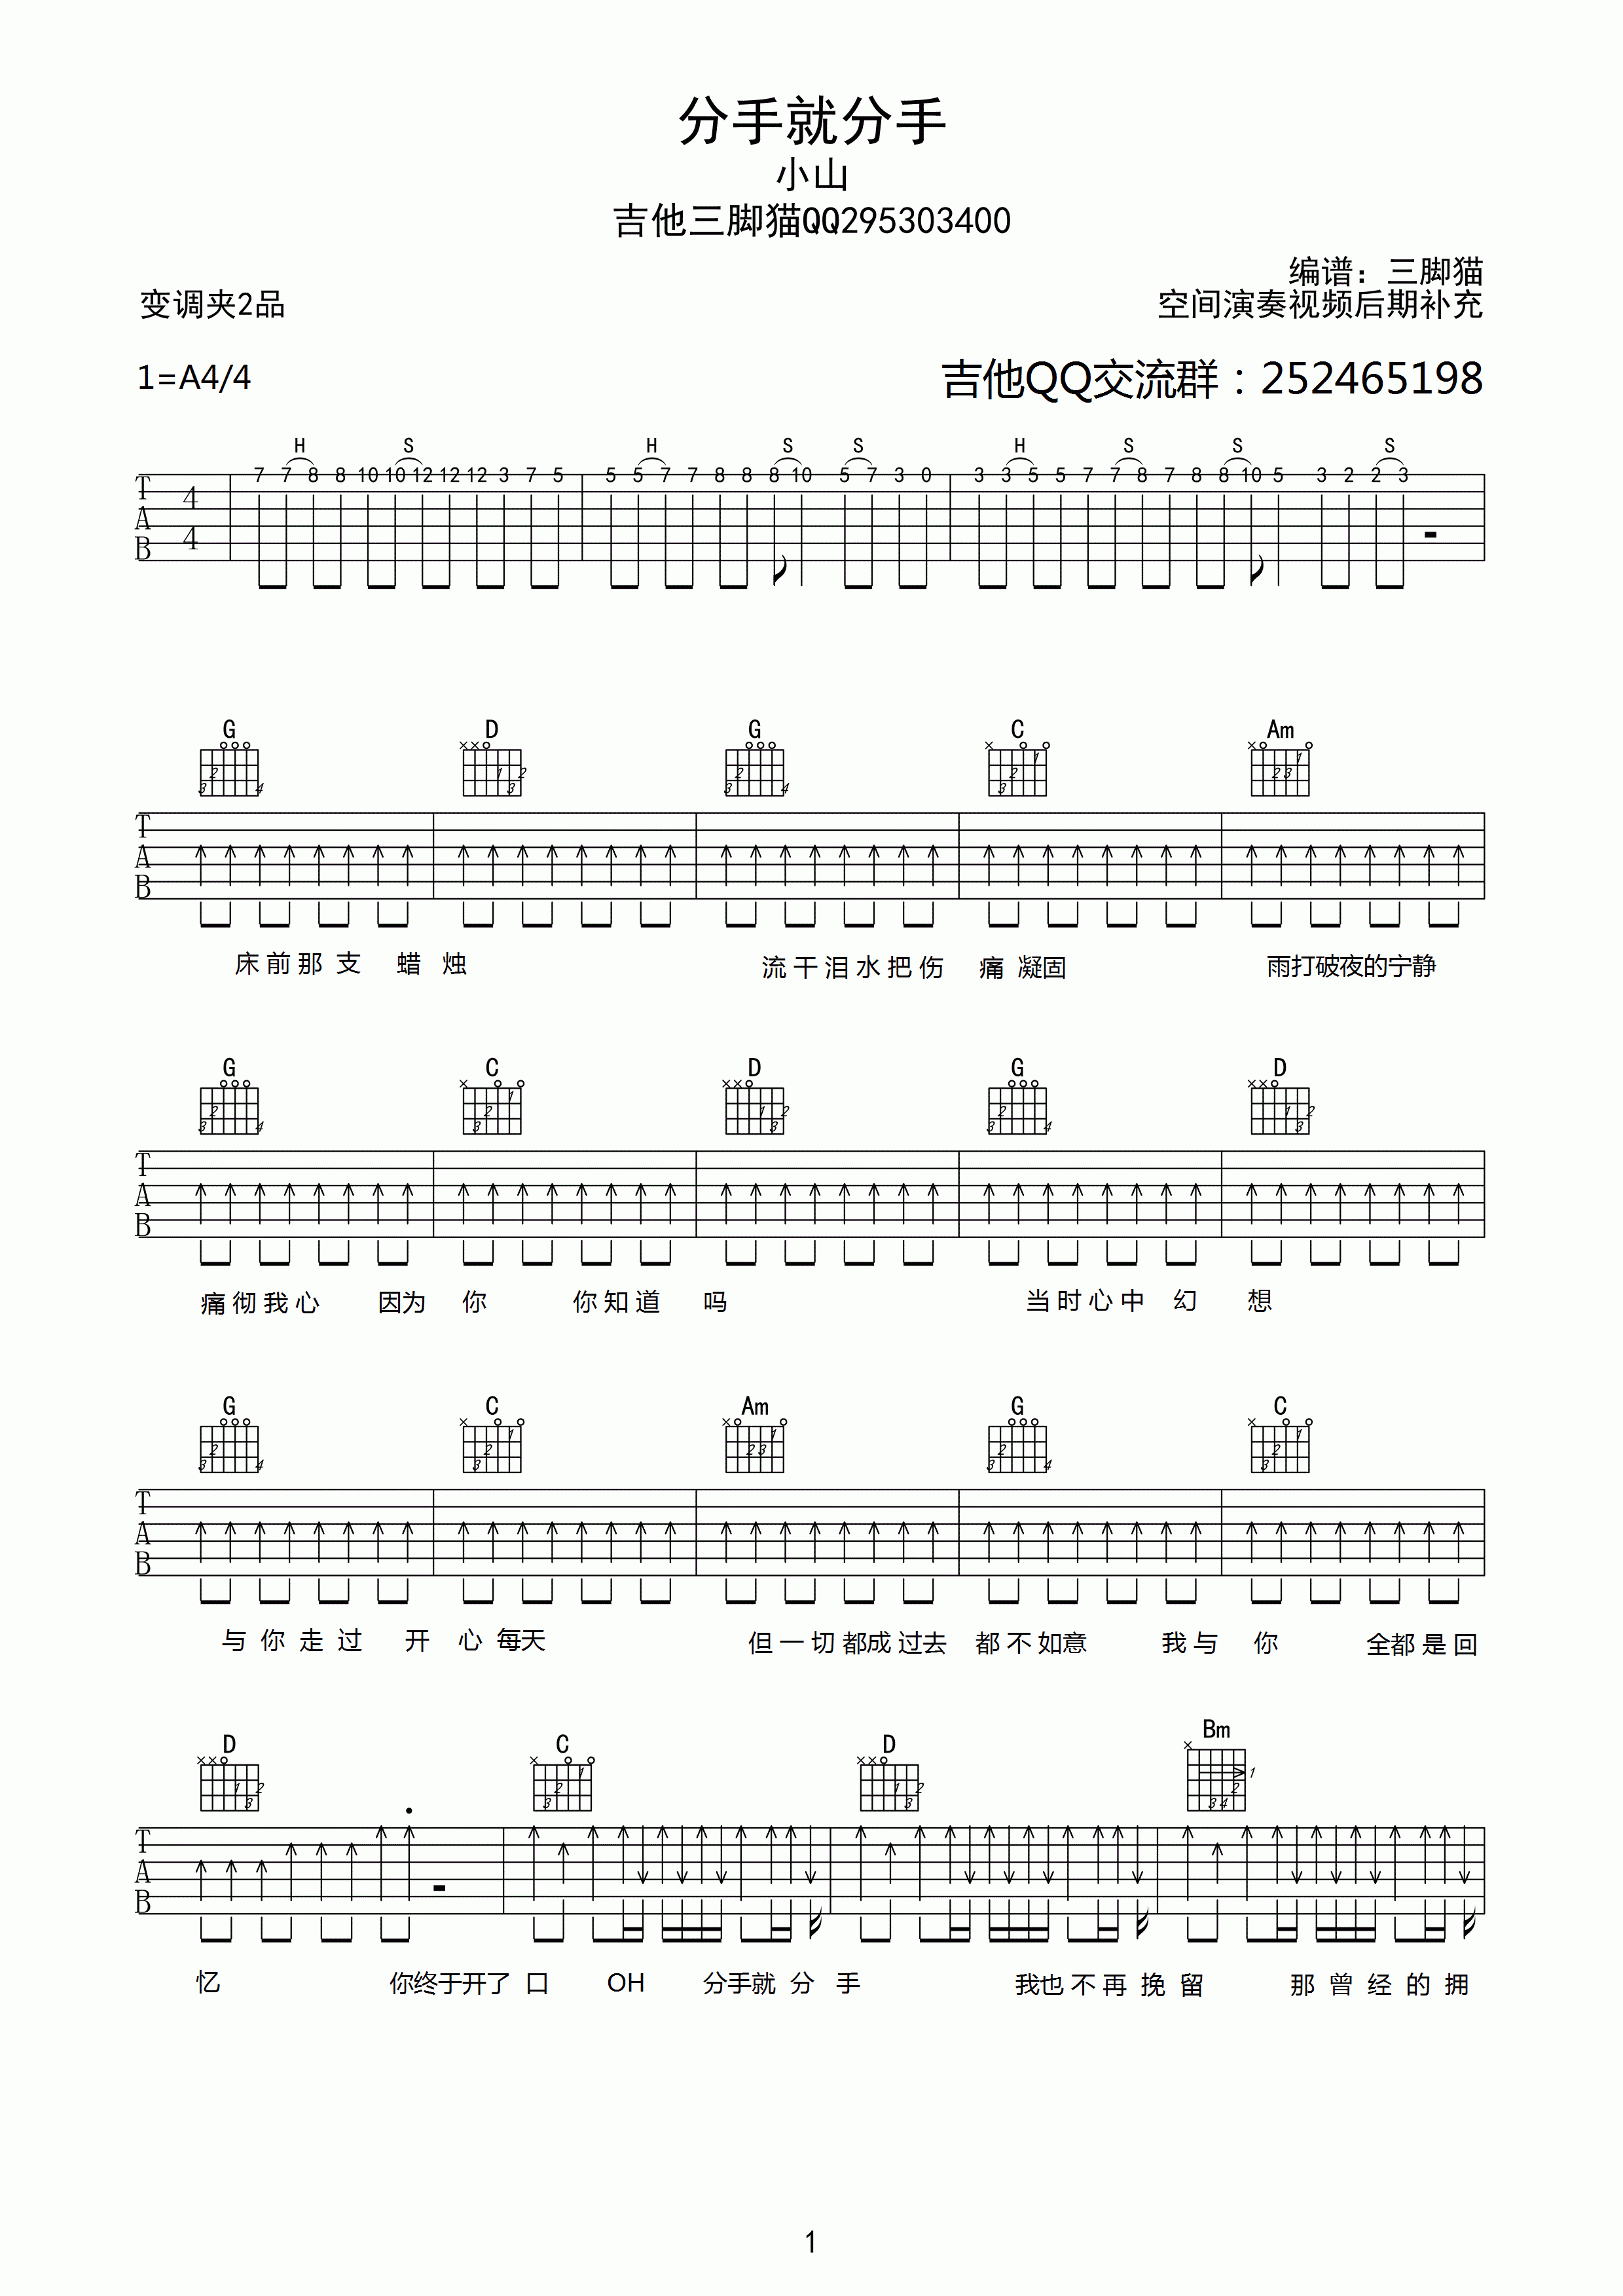 分手就分手
小山
吉他三脚猫QQ295303400
编谱：三脚猫
变调夹2品
空间演奏视频后期补充
1=A4/4
吉他QQ交流群：252465198
H S H S S H S S S
7 7 8 8 10 10 12 12 12 3 7 5 5 5 7 7 8 8 8 10 5 7 3 0 3 3 5 5 7 7 8 7 8 8 10 5 3 2 2 3
TAB 4/4
G D G C Am
TAB
床前那支 蜡 烛 流干泪水把伤 痛 凝固 雨打破夜的宁静
G C D G D
TAB
痛彻我心 因为 你 你知道 吗 当时心中 幻 想
G C Am G C
TAB
与你走过 开 心 每天 但一切都成过去 都不如意 我与 你 全都是回
D C D Bm
TAB
忆 你终于开了 口 OH 分手就 分 手 我也不再 挽 留 那 曾 经 的 拥
1